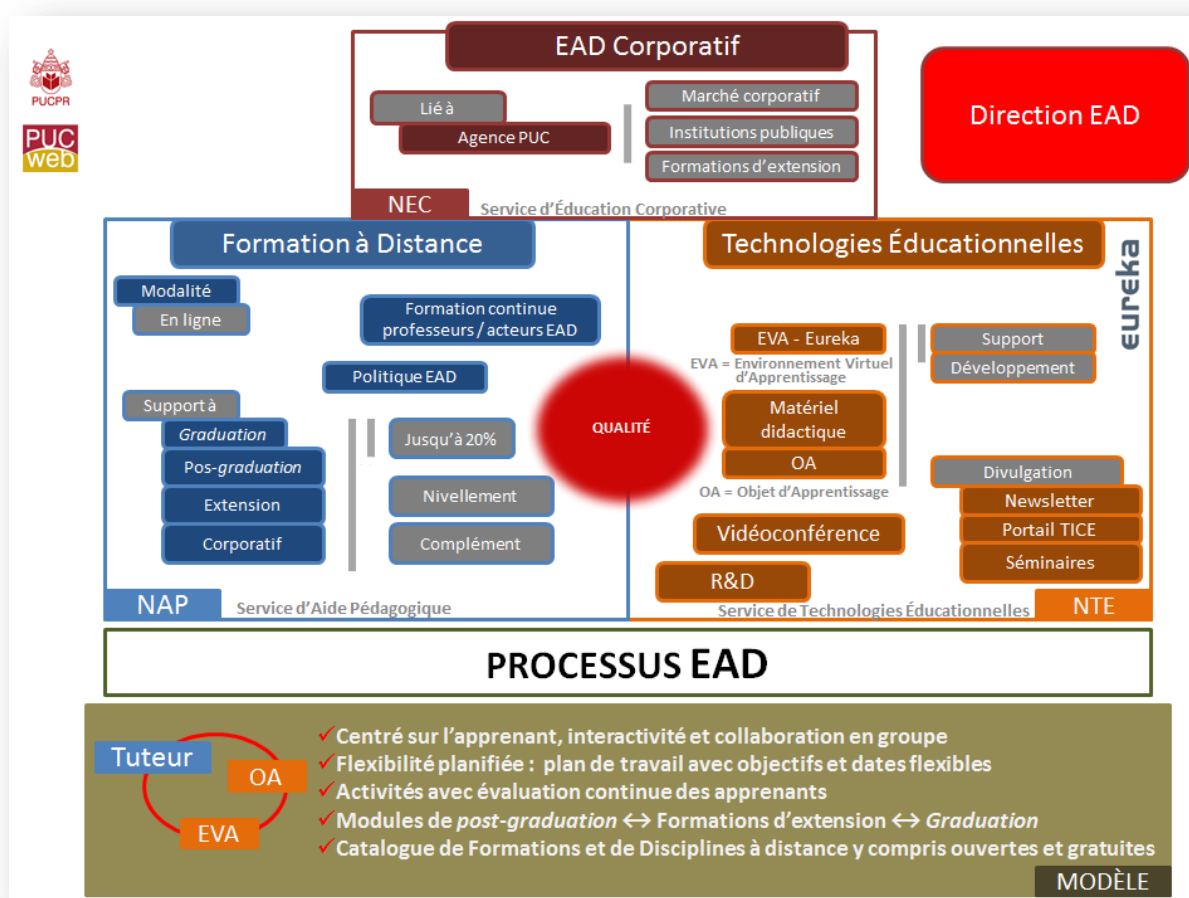 PUCPR
PUC
web
EAD Corporatif
Lié à
Agence PUC
Marché corporatif
Institutions publiques
Formations d'extension
NEC
Service d'Éducation Corporative
Direction EAD
Formation à Distance
Modalité
En ligne
Formation continue
professeurs / acteurs EAD
Politique EAD
Support à
Graduation
Pos-graduation
Extension
Corporatif
Jusqu'à 20%
Nivellement
Complément
NAP
Service d'Aide Pédagogique
QUALITÉ
Technologies Éducationnelles
eureka
EVA - Eureka
EVA = Environnement Virtuel
d'Apprentissage
Matériel
didactique
OA
OA = Objet d'Apprentissage
Support
Développement
Divulgation
Newsletter
Portail TICE
Séminaires
Vidéoconférence
R&D
Service de Technologies Éducationnelles
NTE
PROCESSUS EAD
Tuteur
OA
EVA
✓Centré sur l'apprenant, interactivité et collaboration en groupe
✓Flexibilité planifiée : plan de travail avec objectifs et dates flexibles
✓Activités avec évaluation continue des apprenants
✓Modules de post-graduation ↔ Formations d'extension ↔ Graduation
✓Catalogue de Formations et de Disciplines à distance y compris ouvertes et gratuites
MODÈLE